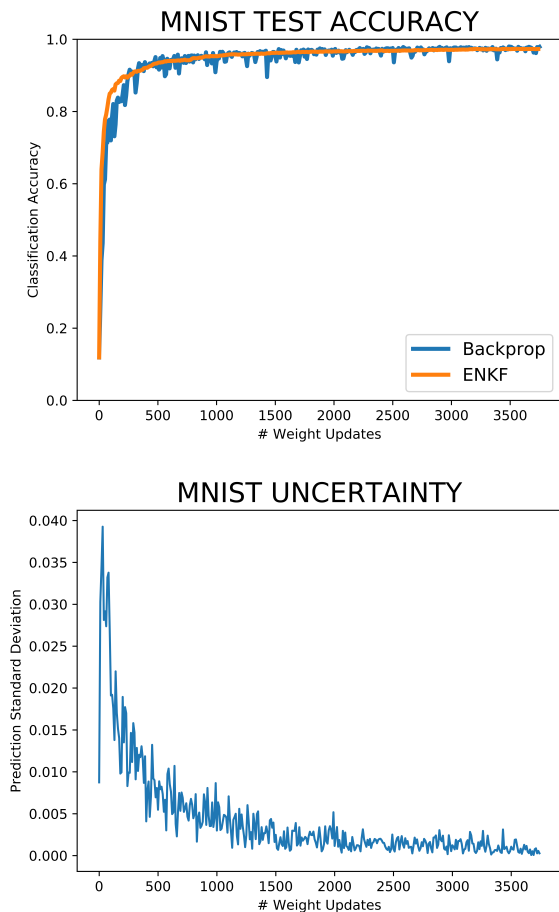 MNIST TEST ACCURACY
1.0
0.8
0.6
0.4
0.2
0.0
Classification Accuracy
Backprop
ENKF
0 500 1000 1500 2000 2500 3000 3500
# Weight Updates
MNIST UNCERTAINTY
0.040
0.035
0.030
0.025
0.020
0.015
0.010
0.005
0.000
Prediction Standard Deviation
0 500 1000 1500 2000 2500 3000 3500
# Weight Updates